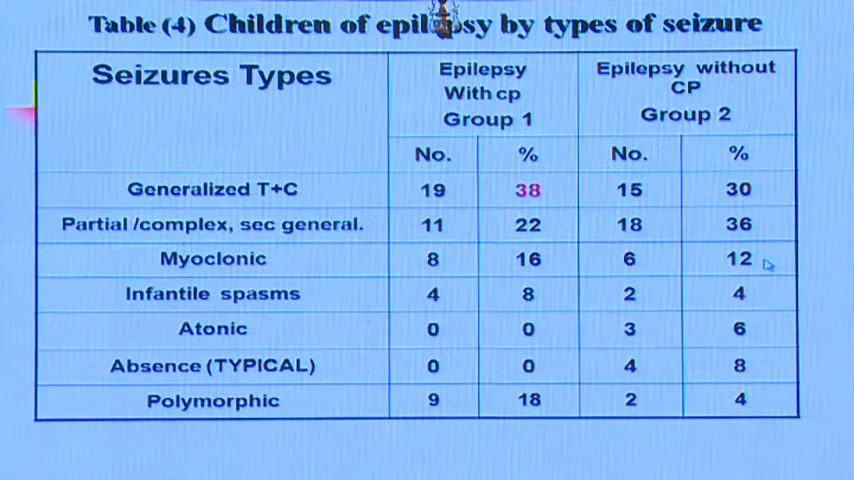 Table (4) Children of epilepsy by types of seizure
Seizures Types
Epilepsy
With cp
Group 1
Epilepsy without
CP
Group 2
No. % No. %
Generalized T+C 19 38 15 30
Partial /complex, sec general. 11 22 18 36
Myoclonic 8 16 6 12
Infantile spasms 4 8 2 4
Atonic 0 0 3 6
Absence (TYPICAL) 0 0 4 8
Polymorphic 9 18 2 4